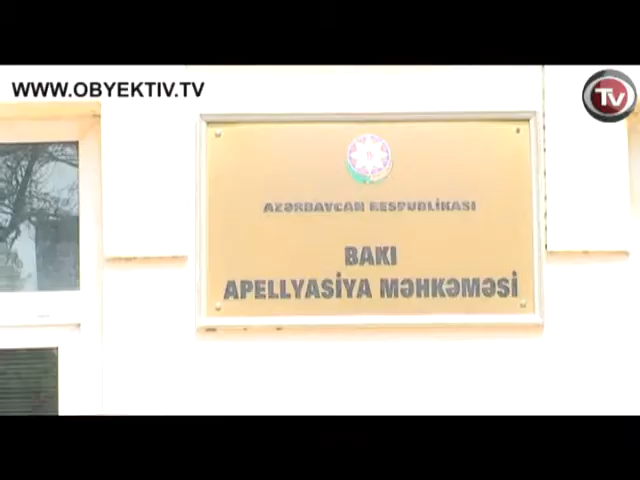 WWW.OBYEKTIV.TV
TV
AZƏRBAYCAN RESPUBLİKASI
BAKI
APELLYASİYA MƏHKƏMƏSİ